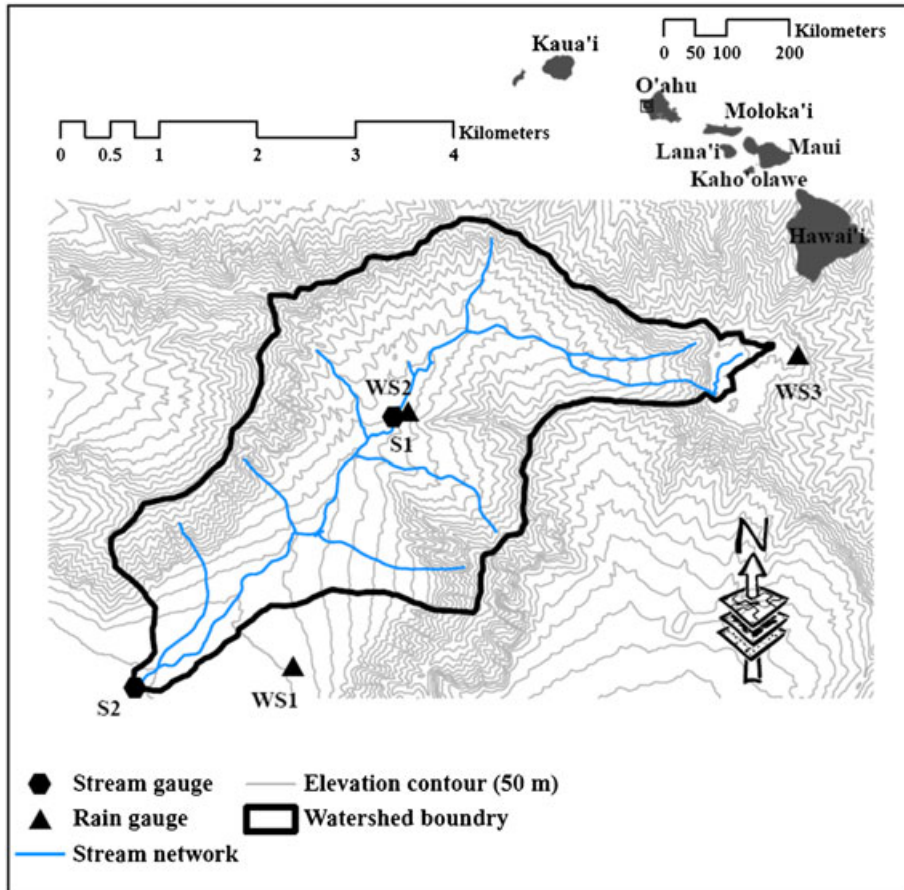 Kilometers
0 50 100 200
Kaua'i
O'ahu
Moloka'i
Lana'i
Maui
Kaho'olawe
Hawai'i
Kilometers
0 0.5 1 2 3 4
WS2
S1
WS3
N
S2
WS1
Stream gauge
Elevation contour (50 m)
Rain gauge
Watershed boundry
Stream network